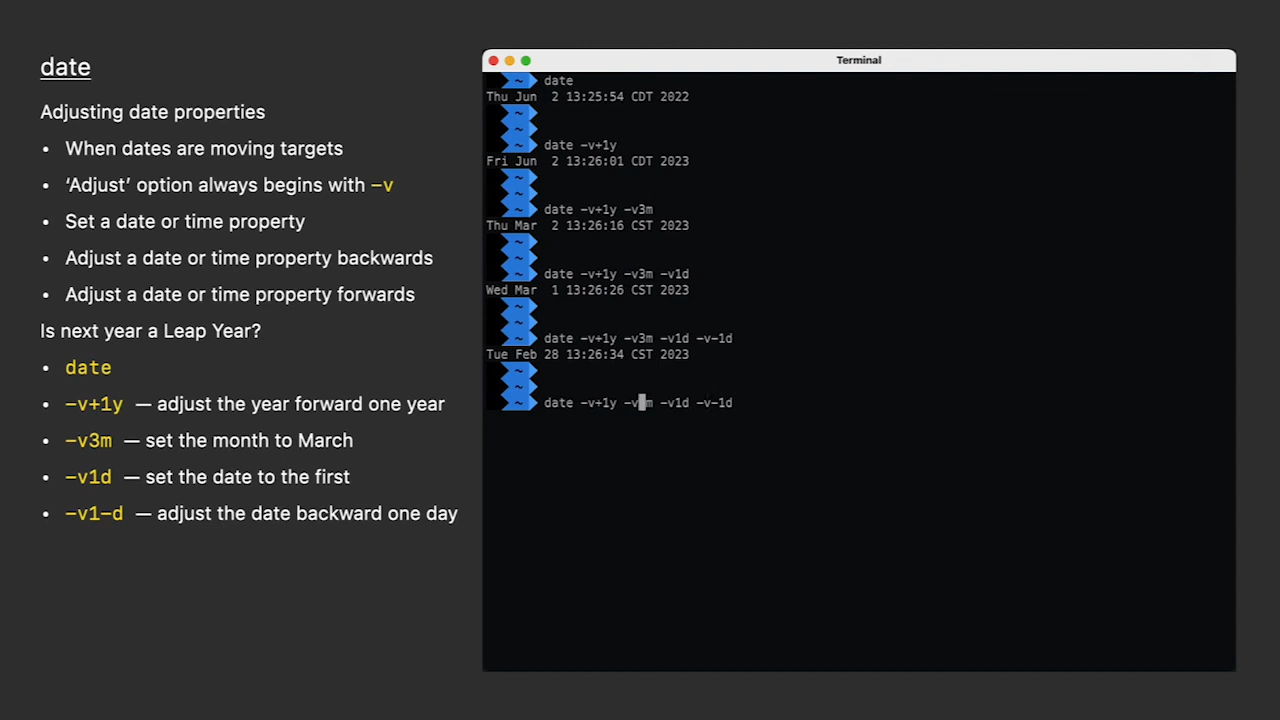 date
Adjusting date properties
• When dates are moving targets
• ‘Adjust’ option always begins with -v
• Set a date or time property
• Adjust a date or time property backwards
• Adjust a date or time property forwards
Is next year a Leap Year?
• date
• -v+1y — adjust the year forward one year
• -v3m — set the month to March
• -v1d — set the date to the first
• -v1-d — adjust the date backward one day
Terminal
~ date
Thu Jun  2 13:25:54 CDT 2022
~
~
~ date -v+1y
Fri Jun  2 13:26:01 CDT 2023
~
~
~ date -v+1y -v3m
Thu Mar  2 13:26:16 CST 2023
~
~
~ date -v+1y -v3m -v1d
Wed Mar  1 13:26:26 CST 2023
~
~
~ date -v+1y -v3m -v1d -v-1d
Tue Feb 28 13:26:34 CST 2023
~
~
~ date -v+1y -v m -v1d -v-1d